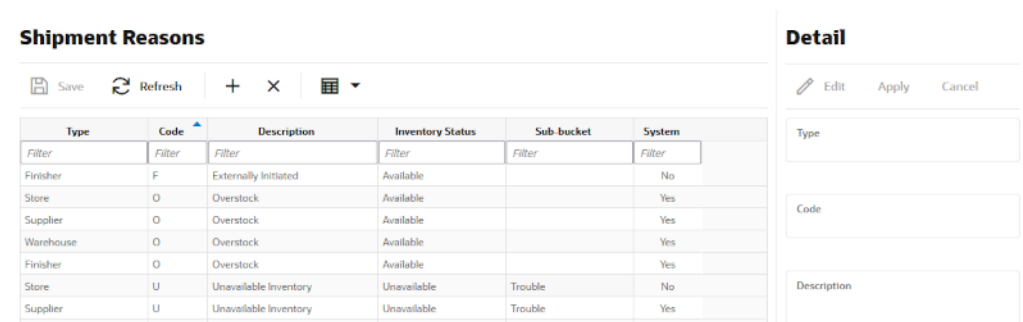 Shipment Reasons
Save Refresh
Type Code Description Inventory Status Sub-bucket System
Filter Filter Filter Filter Filter Filter
Finisher F Externally Initiated Available No
Store O Overstock Available Yes
Supplier O Overstock Available Yes
Warehouse O Overstock Available Yes
Finisher O Overstock Available Yes
Store U Unavailable Inventory Unavailable Trouble No
Supplier U Unavailable Inventory Unavailable Trouble Yes
Detail
Edit Apply Cancel
Type
Code
Description